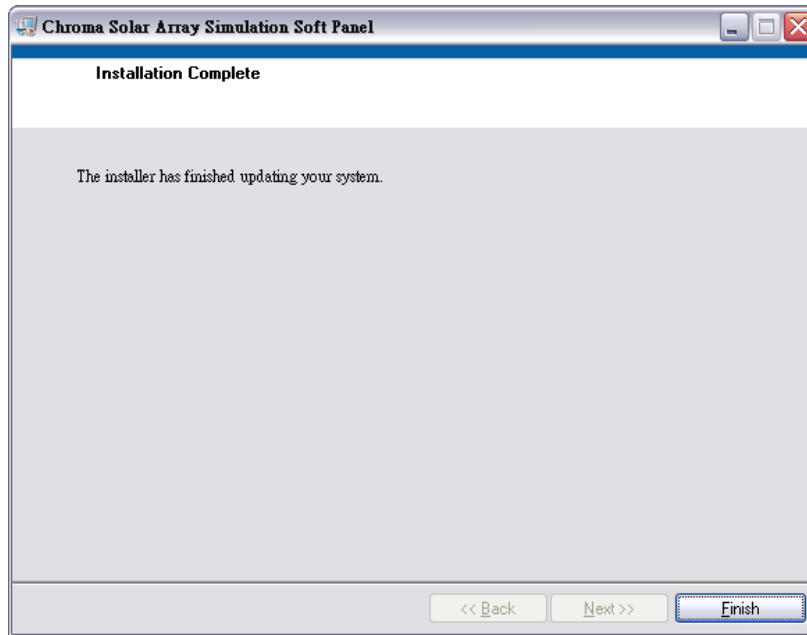 Chroma Solar Array Simulation Soft Panel
Installation Complete
The installer has finished updating your system.
<< Back
Next >>
Finish